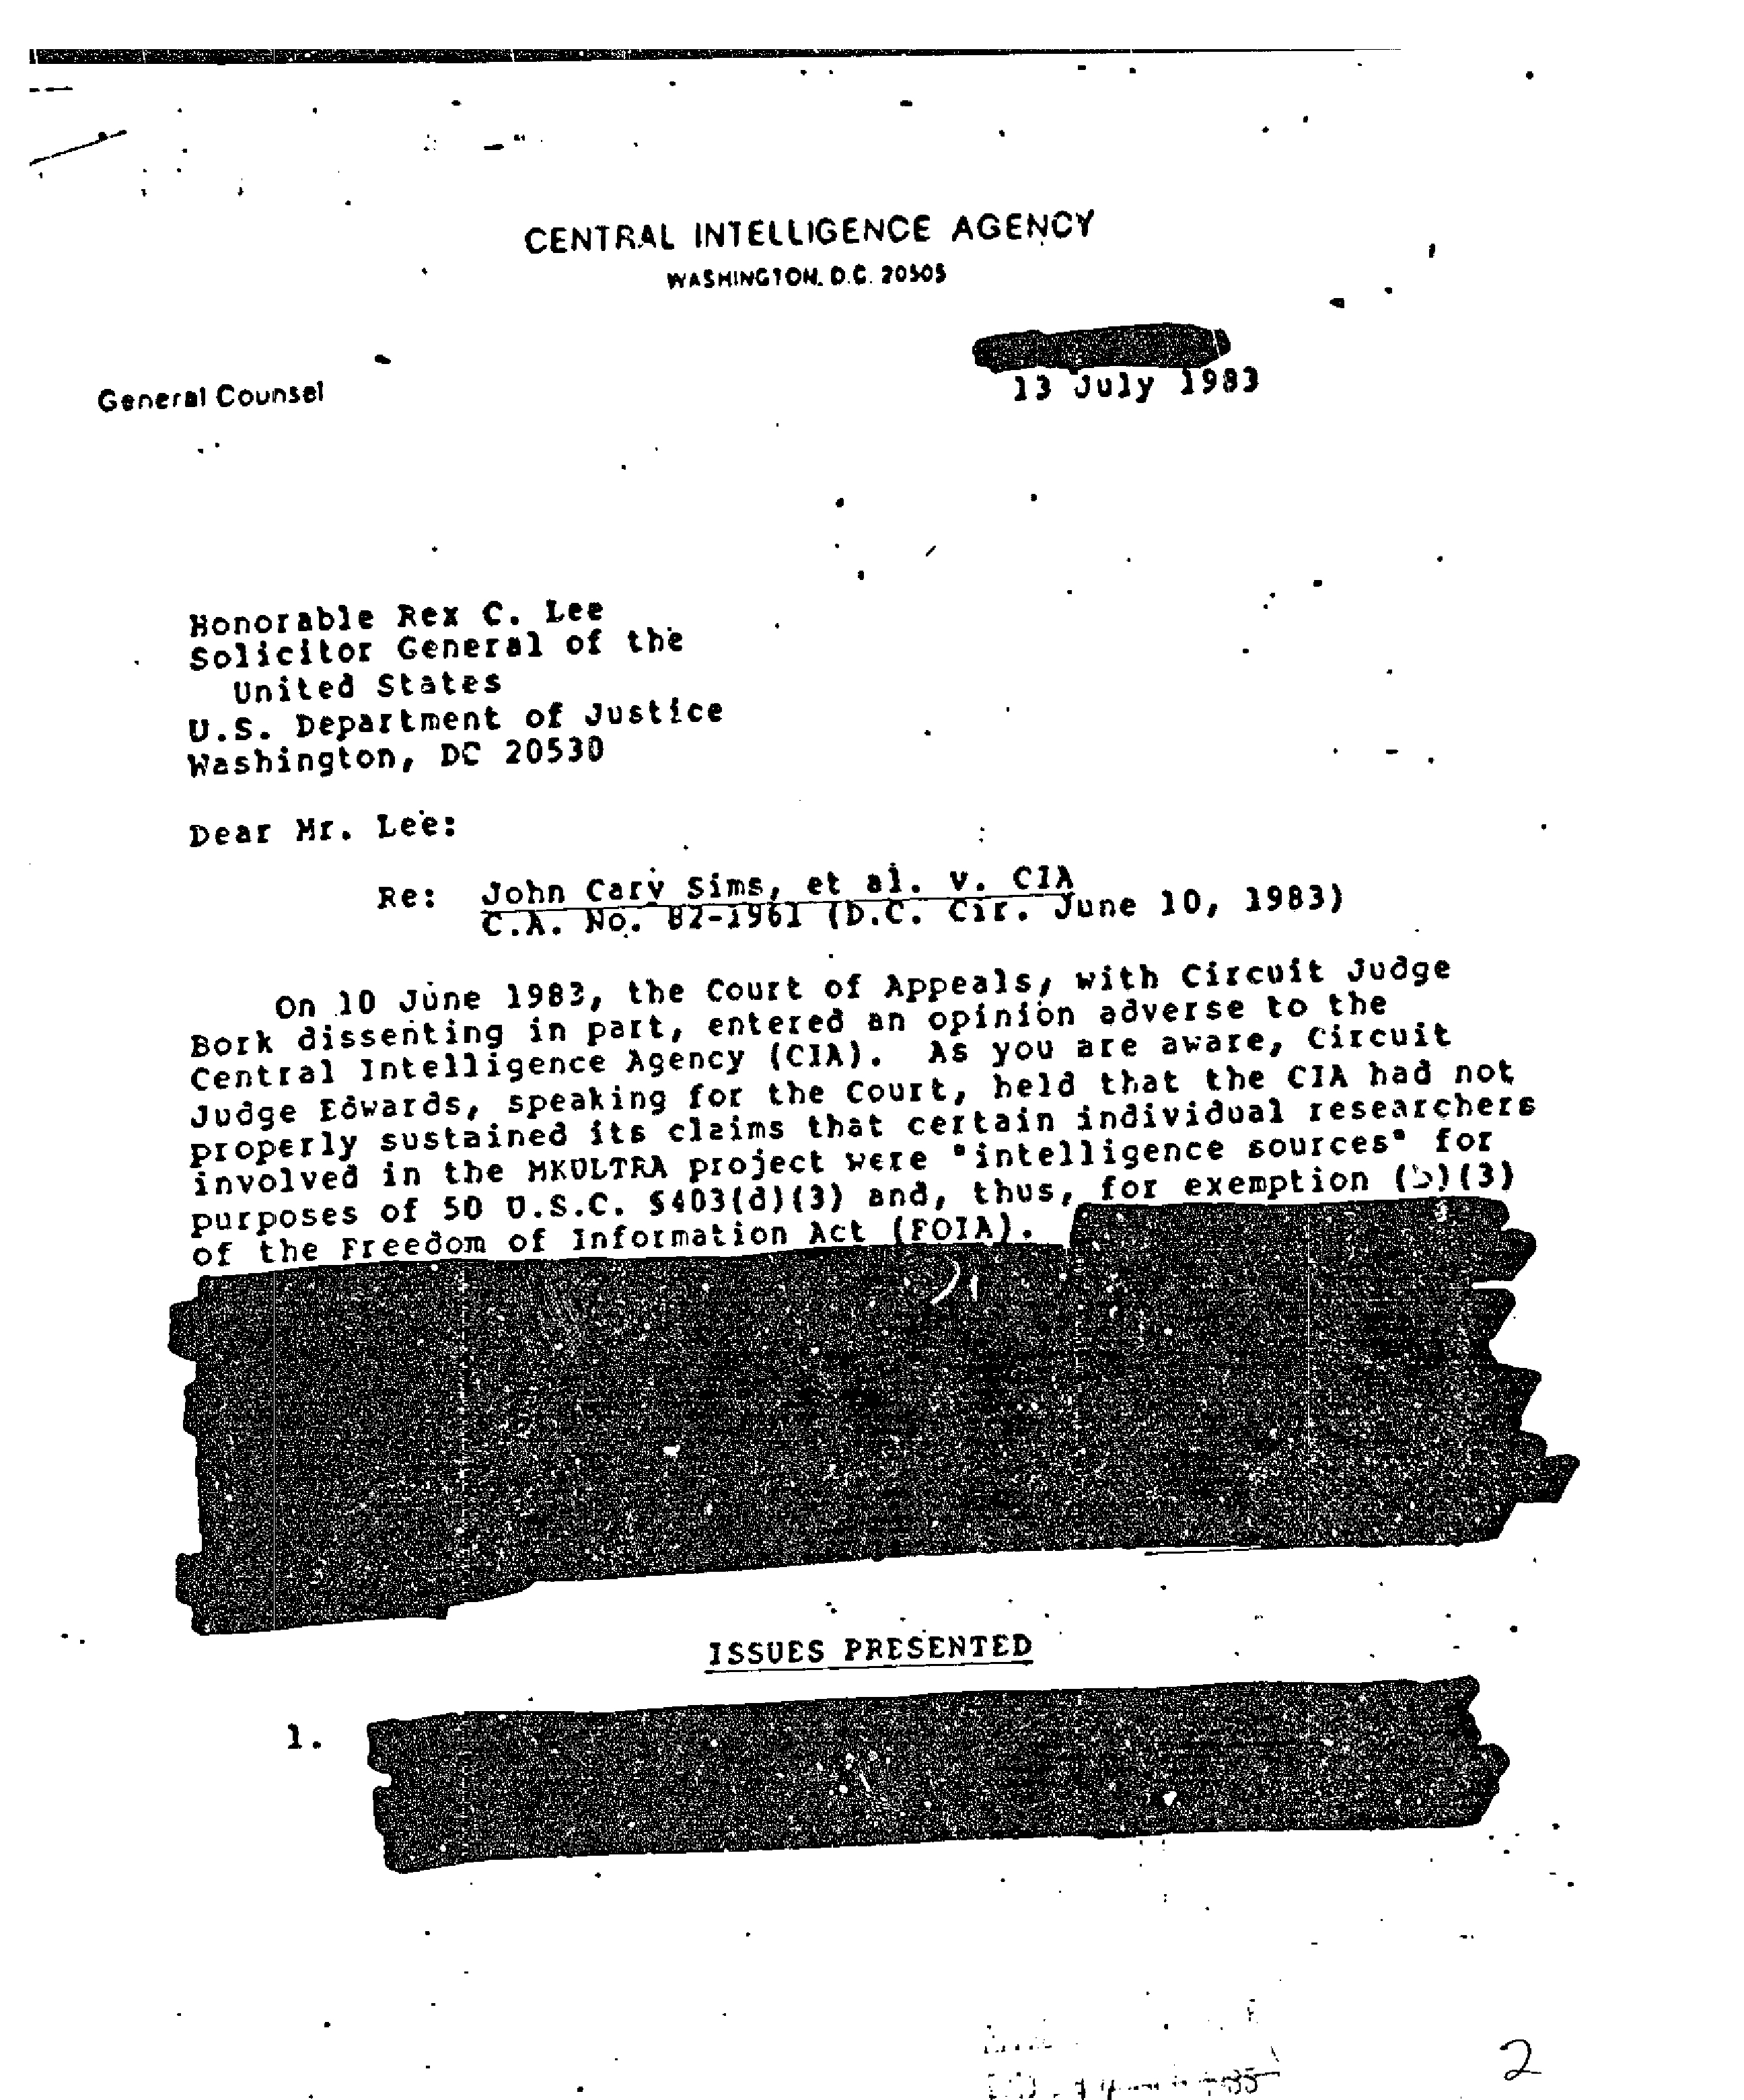 CENTRAL INTELLIGENCE AGENCY
WASHINGTON, D.C. 20505
13 July 1983
General Counsel
Honorable Rex C. Lee
Solicitor General of the
United States
U.S. Department of Justice
Washington, DC 20530
Dear Mr. Lee:
Re: John Cary Sims, et al. v. CIA
C.A. No. 82-1961 (D.C. Cir. June 10, 1983)
On 10 June 1983, the Court of Appeals, with Circuit Judge
Bork dissenting in part, entered an opinion adverse to the
Central Intelligence Agency (CIA). As you are aware, Circuit
Judge Edwards, speaking for the Court, held that the CIA had not
properly sustained its claims that certain individual researchers
involved in the MKULTRA project were "intelligence sources" for
purposes of 50 U.S.C. §403(d)(3) and, thus, for exemption (b)(3)
of the Freedom of Information Act (FOIA).
ISSUES PRESENTED
1.
2